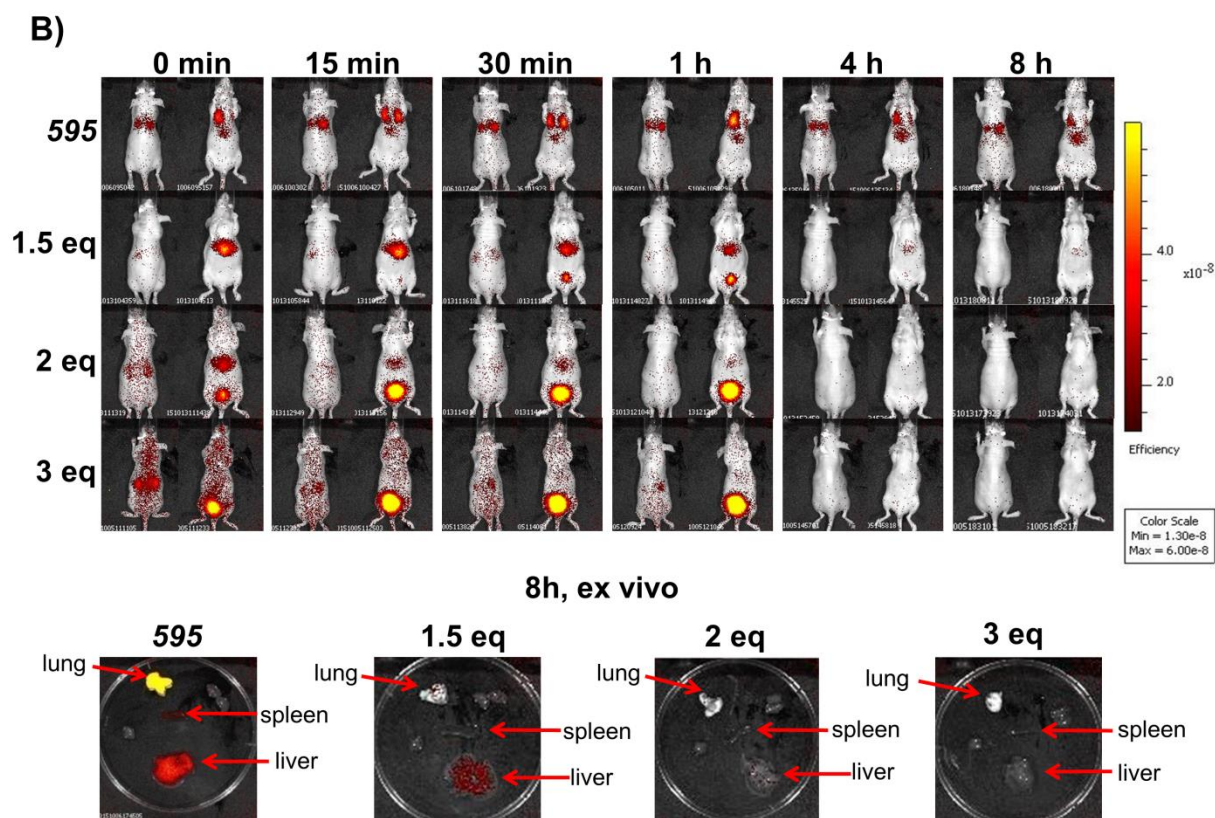 B)
0 min 15 min 30 min 1 h 4 h 8 h
595
1.5 eq
2 eq
3 eq
4.0
x10⁻⁸
2.0
Efficiency
Color Scale
Min = 1.30e-8
Max = 6.00e-8
8h, ex vivo
595 1.5 eq 2 eq 3 eq
lung lung lung lung
spleen spleen spleen spleen
liver liver liver liver